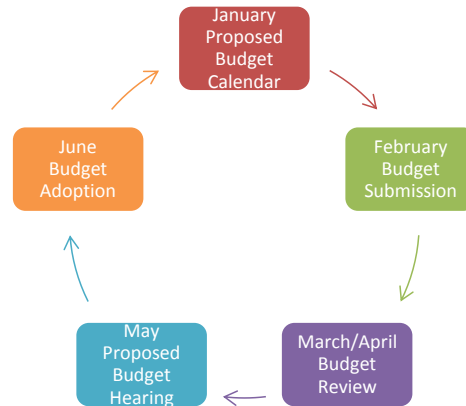 January
Proposed
Budget
Calendar
February
Budget
Submission
March/April
Budget
Review
May
Proposed
Budget
Hearing
June
Budget
Adoption